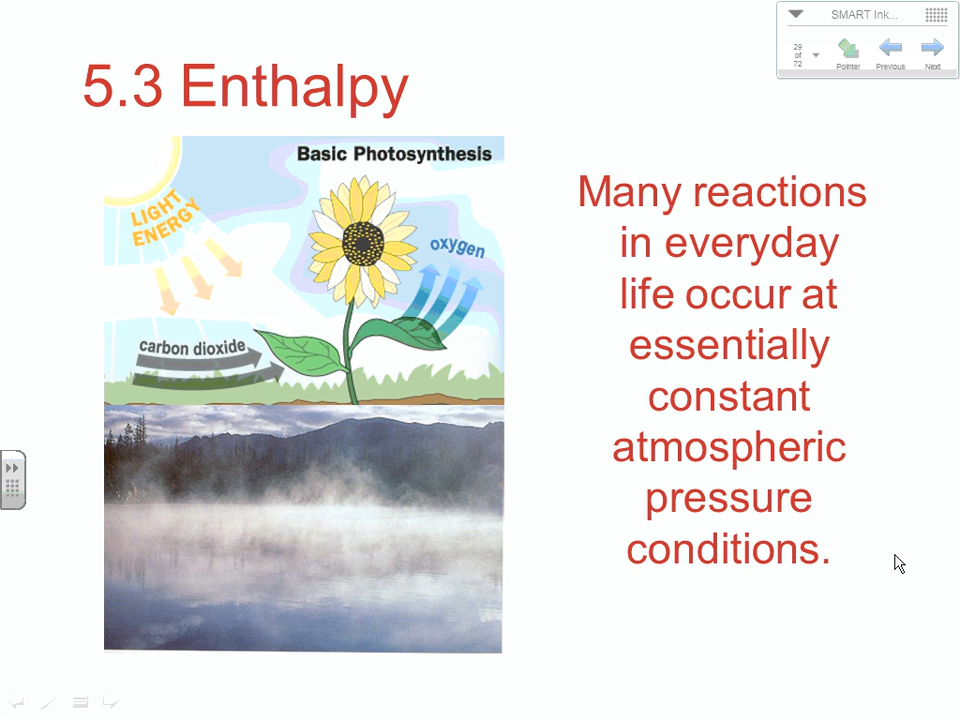 SMART Ink...
29
of
72
Pointer
Previous
Next
5.3 Enthalpy
Basic Photosynthesis
LIGHT
ENERGY
oxygen
carbon dioxide
Many reactions
in everyday
life occur at
essentially
constant
atmospheric
pressure
conditions.